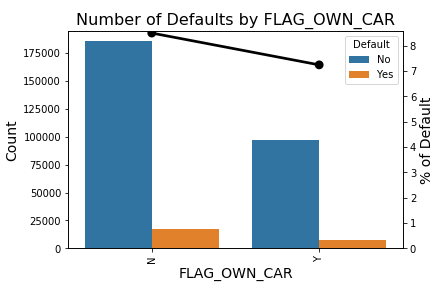 Number of Defaults by FLAG_OWN_CAR
175000
150000
125000
100000
75000
50000
25000
0
Count
N
Y
FLAG_OWN_CAR
Default
No
Yes
8
7
6
5
4
3
2
1
0
% of Default